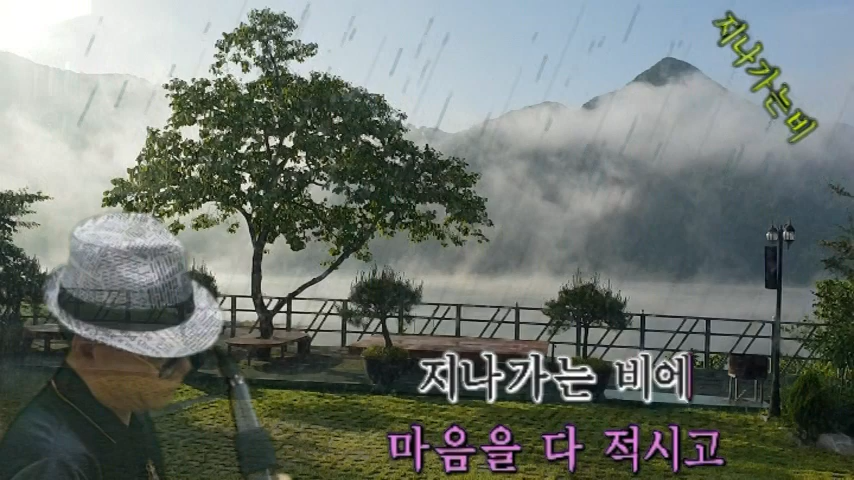 지나가는비
지나가는 비에
마음을 다 적시고